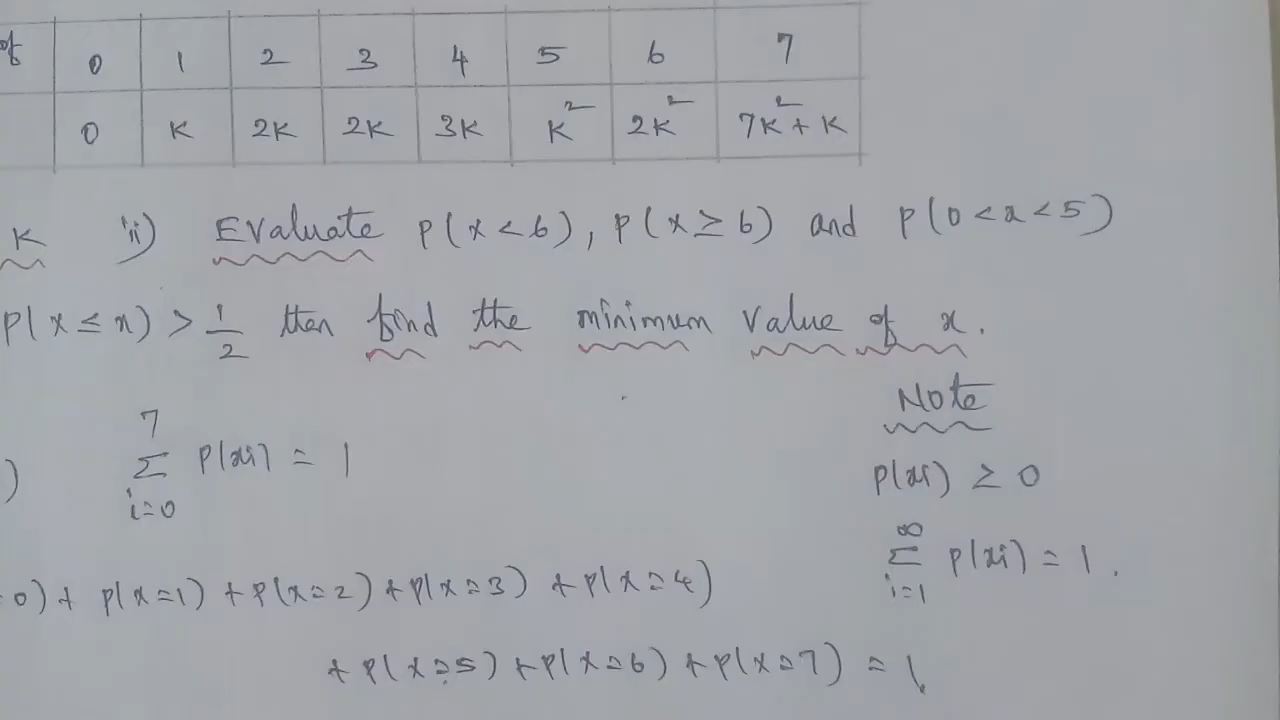 of 0 1 2 3 4 5 6 7
0 K 2K 2K 3K K² 2K² 7K²+K
K ii) Evaluate P(x<6), P(x≥6) and P(0<x<5)
P(x≤x) > 1/2 then find the minimum value of x.
Note
7
Σ P(xi) = 1
i=0
)
P(xi) ≥ 0
∞
Σ P(xi) = 1.
i=1
=0) + P(x=1) + P(x=2) + P(x=3) + P(x=4)
+ P(x=5) + P(x=6) + P(x=7) = 1.